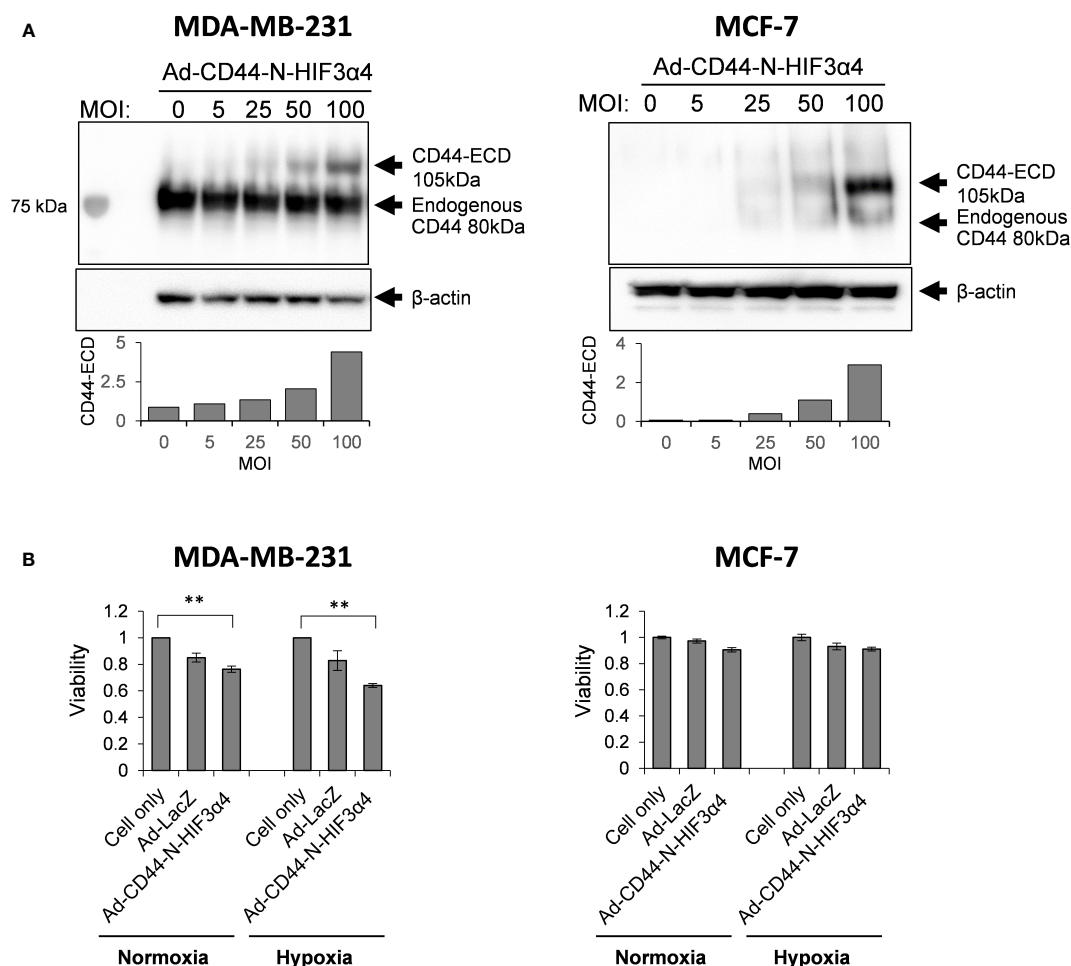 A
MDA-MB-231
Ad-CD44-N-HIF3α4
MOI: 0 5 25 50 100
75 kDa
CD44-ECD
105kDa
Endogenous
CD44 80kDa
β-actin
CD44-ECD
5
2.5
0
0 5 25 50 100
MOI
MCF-7
Ad-CD44-N-HIF3α4
MOI: 0 5 25 50 100
CD44-ECD
105kDa
Endogenous
CD44 80kDa
β-actin
CD44-ECD
4
2
0
0 5 25 50 100
MOI
B
MDA-MB-231
** **
Viability
1.2
1
0.8
0.6
0.4
0.2
0
Cell only
Ad-LacZ
Ad-CD44-N-HIF3α4
Cell only
Ad-LacZ
Ad-CD44-N-HIF3α4
Normoxia Hypoxia
MCF-7
Viability
1.2
1
0.8
0.6
0.4
0.2
0
Cell only
Ad-LacZ
Ad-CD44-N-HIF3α4
Cell only
Ad-LacZ
Ad-CD44-N-HIF3α4
Normoxia Hypoxia